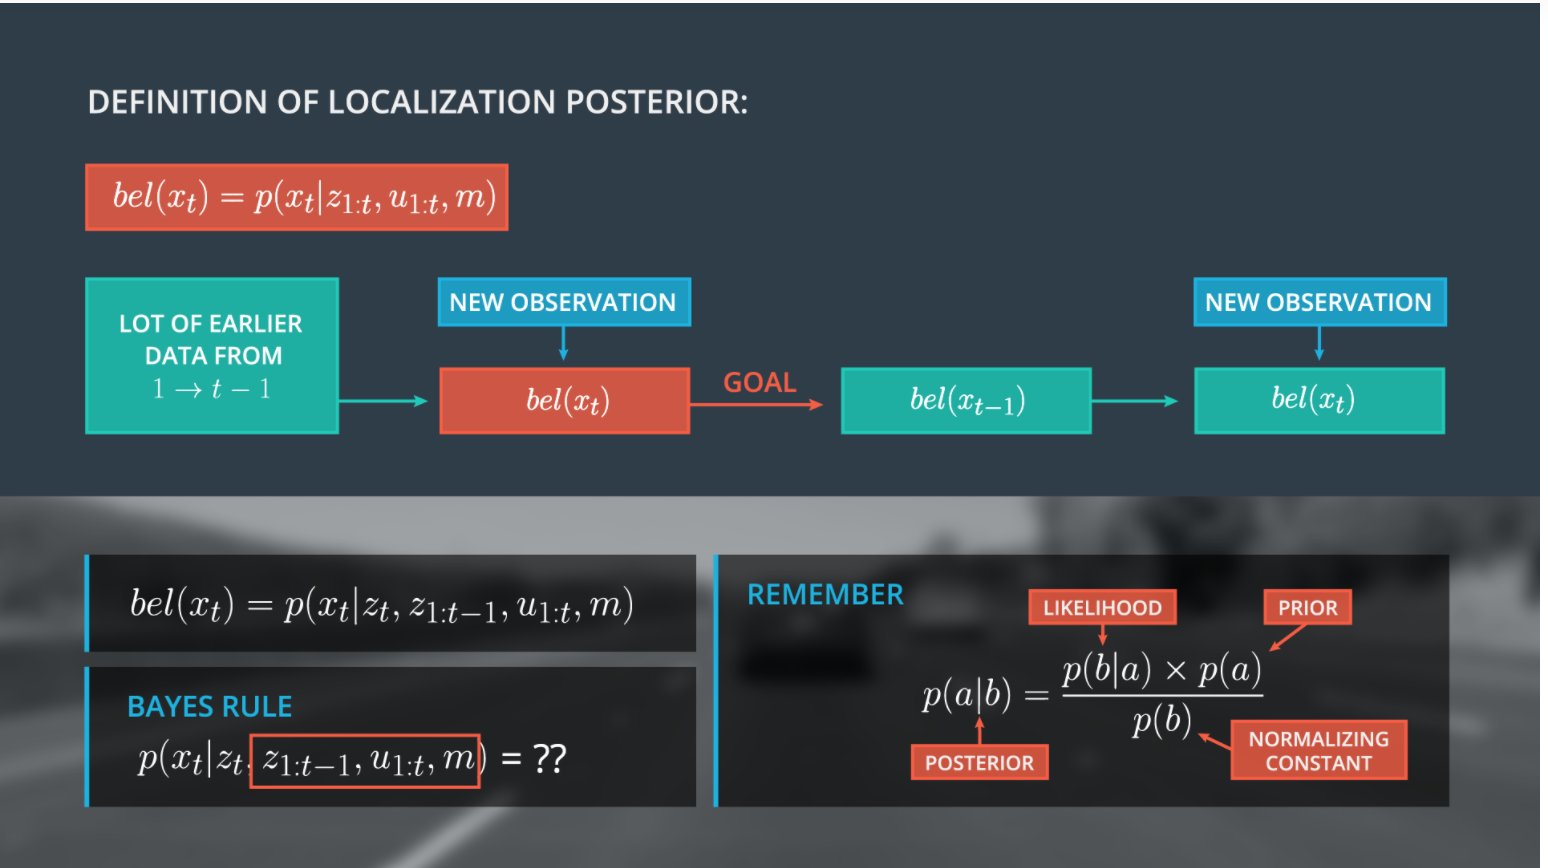 DEFINITION OF LOCALIZATION POSTERIOR:
bel(x_t) = p(x_t|z_{1:t}, u_{1:t}, m)
LOT OF EARLIER
DATA FROM
1 → t − 1
NEW OBSERVATION
bel(x_t)
GOAL
bel(x_{t−1})
NEW OBSERVATION
bel(x_t)
bel(x_t) = p(x_t|z_t, z_{1:t−1}, u_{1:t}, m)
BAYES RULE
p(x_t|z_t, z_{1:t−1}, u_{1:t}, m) = ??
REMEMBER
LIKELIHOOD
PRIOR
p(a|b) = \frac{p(b|a) × p(a)}{p(b)}
POSTERIOR
NORMALIZING
CONSTANT